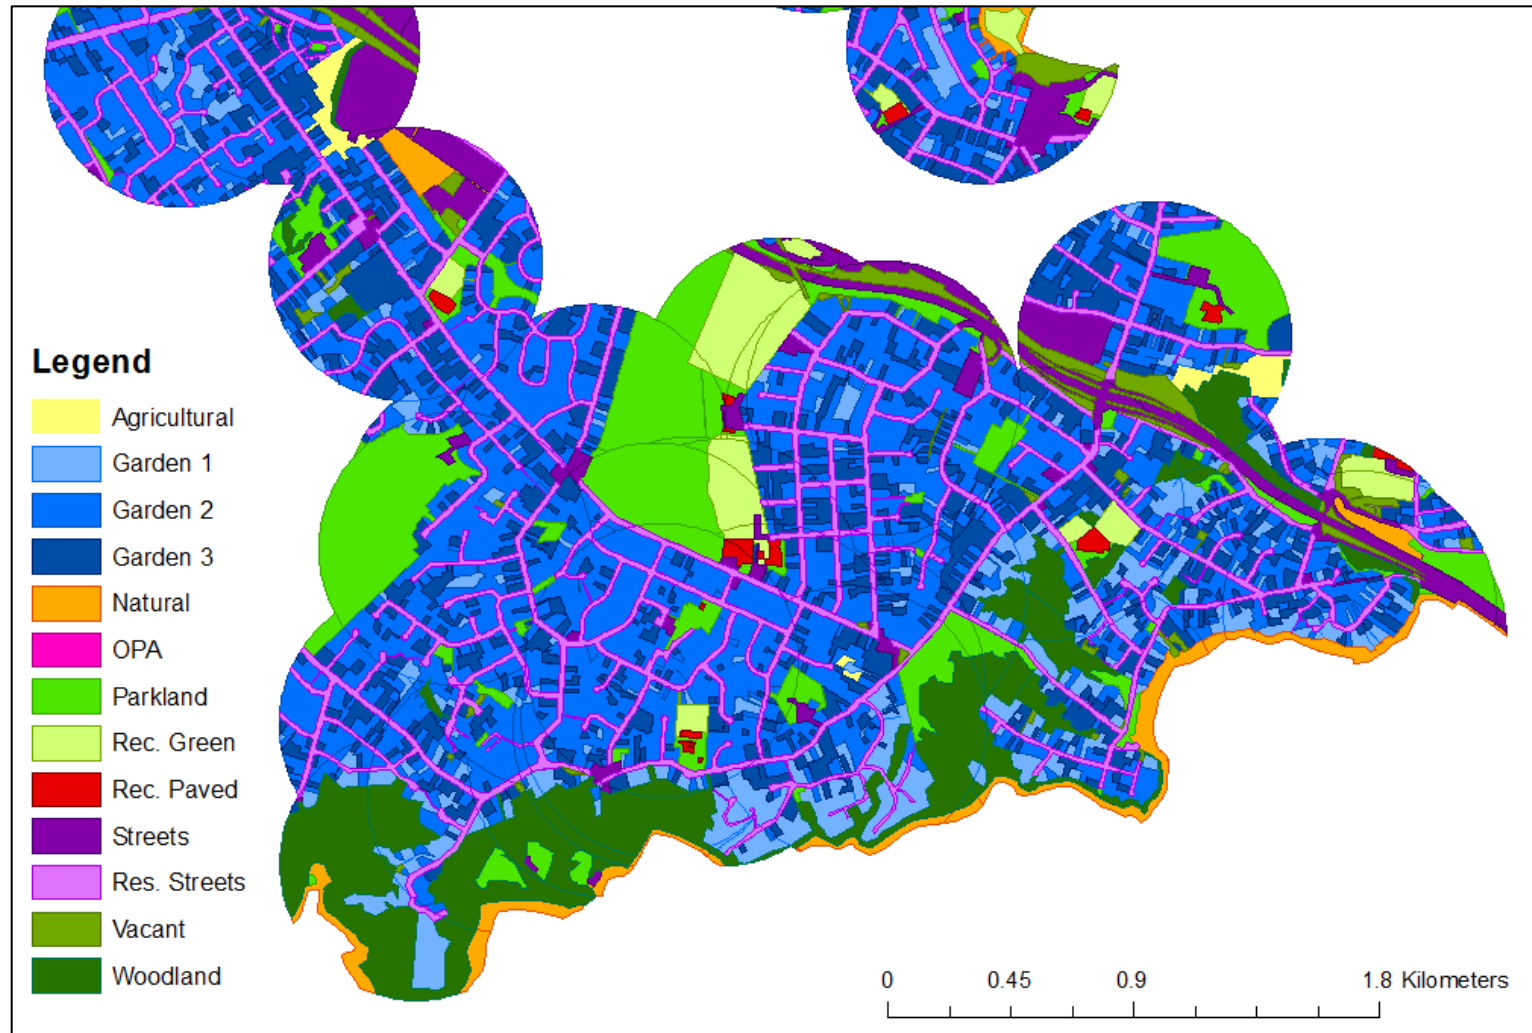 Legend
Agricultural
Garden 1
Garden 2
Garden 3
Natural
OPA
Parkland
Rec. Green
Rec. Paved
Streets
Res. Streets
Vacant
Woodland
0 0.45 0.9 1.8 Kilometers